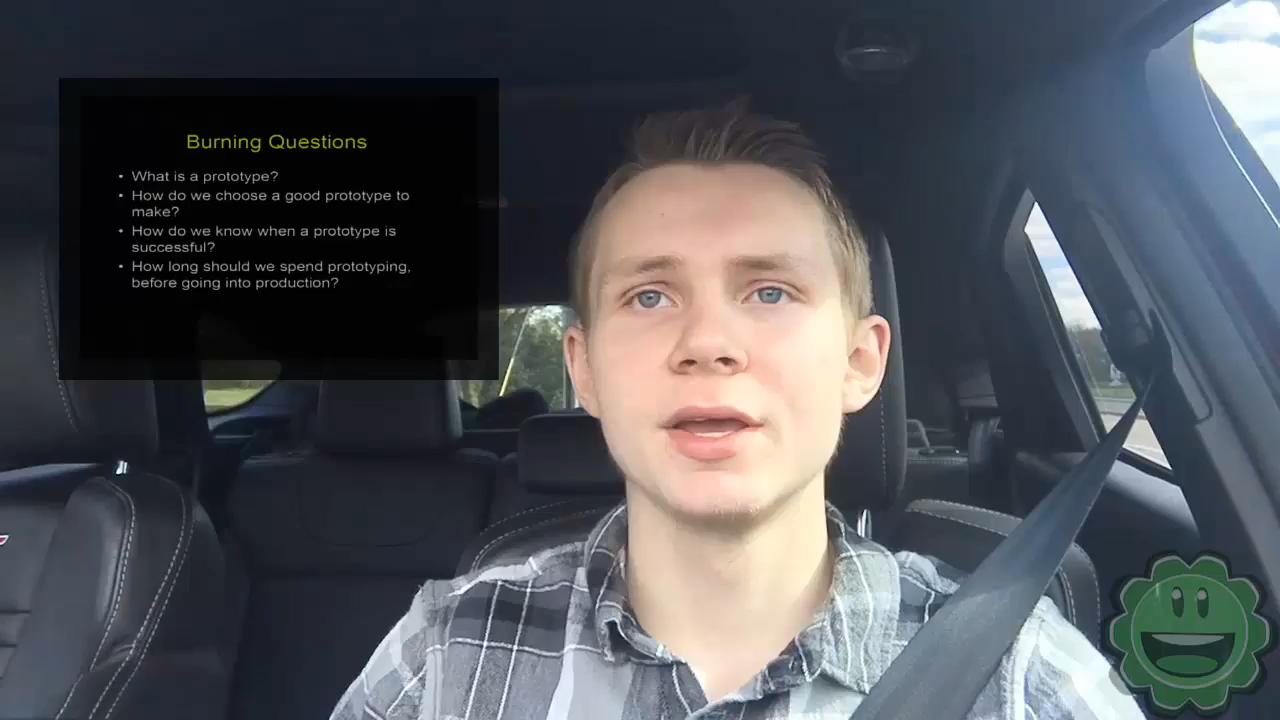 Burning Questions
• What is a prototype?
• How do we choose a good prototype to
make?
• How do we know when a prototype is
successful?
• How long should we spend prototyping,
before going into production?